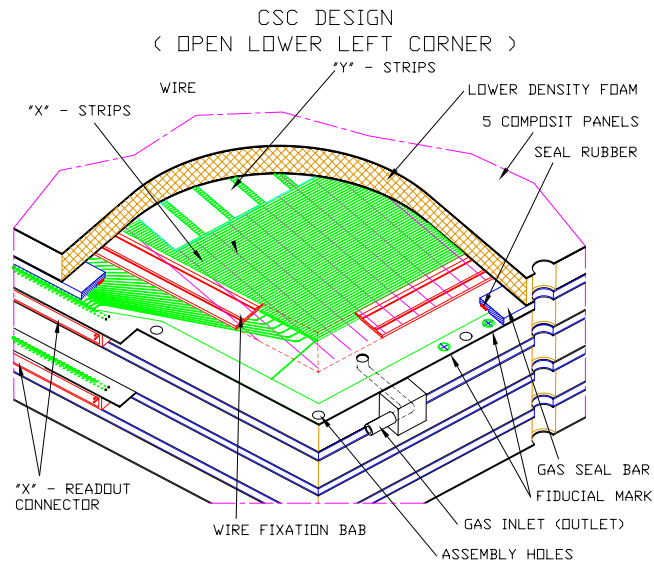 CSC DESIGN
( OPEN LOWER LEFT CORNER )
"Y" - STRIPS
WIRE
LOWER DENSITY FOAM
"X" - STRIPS
5 COMPOSIT PANELS
SEAL RUBBER
GAS SEAL BAR
"X" - READOUT
CONNECTOR
FIDUCIAL MARK
GAS INLET (OUTLET)
WIRE FIXATION BAB
ASSEMBLY HOLES